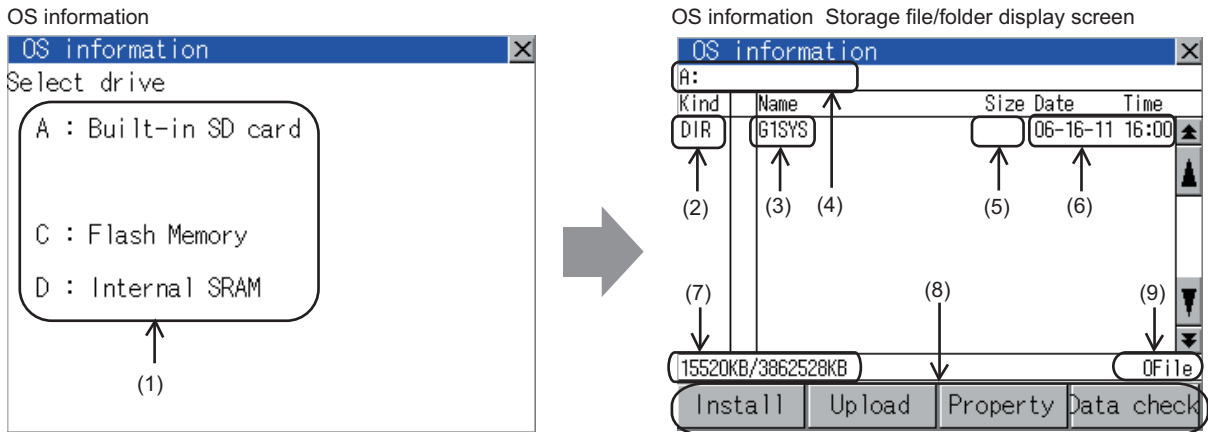 OS information
OS information
Select drive
A : Built-in SD card
C : Flash Memory
D : Internal SRAM
(1)
OS information Storage file/folder display screen
OS information
A:
Kind Name Size Date Time
DIR G1SYS 06-16-11 16:00
(2) (3) (4) (5) (6)
(7) (8) (9)
15520KB/3862528KB 0File
Install Upload Property Data check